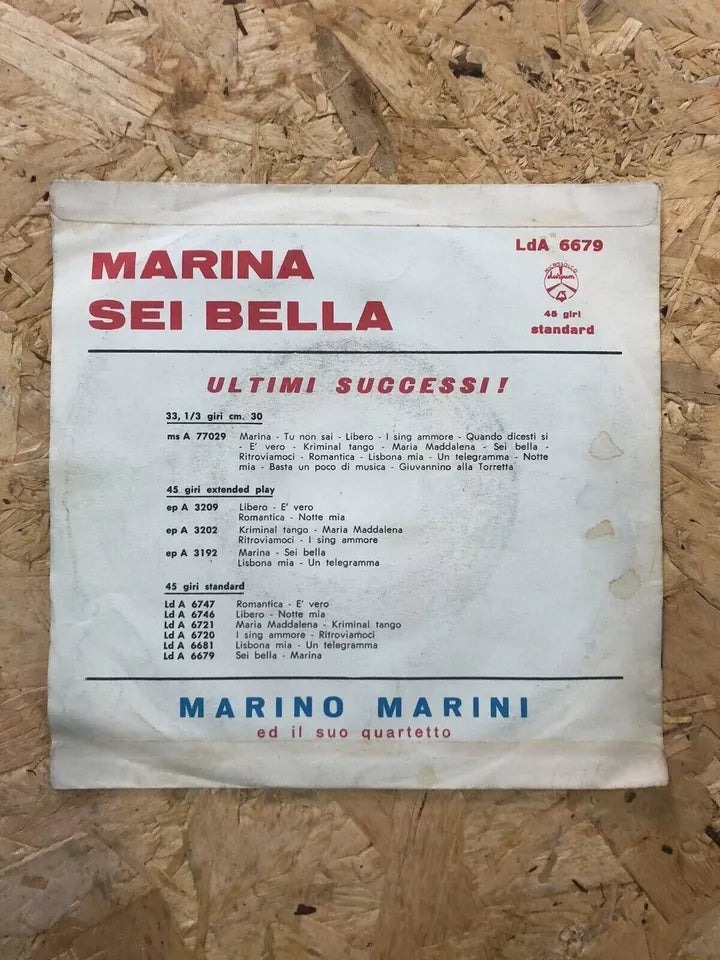 LdA 6679
MARINA
SEI BELLA
MICROSOLCO
durium
45
45 giri
standard
ULTIMI SUCCESSI!
33, 1/3 giri cm. 30
ms A 77029 Marina - Tu non sai - Libero - I sing ammore - Quando dicesti si
- E' vero - Kriminal tango - Maria Maddalena - Sei bella -
Ritroviamoci - Romantica - Lisbona mia - Un telegramma - Notte
mia - Basta un poco di musica - Giuvannino alla Torretta
45 giri extended play
ep A 3209 Libero - E' vero
Romantica - Notte mia
ep A 3202 Kriminal tango - Maria Maddalena
Ritroviamoci - I sing ammore
ep A 3192 Marina - Sei bella
Lisbona mia - Un telegramma
45 giri standard
Ld A 6747 Romantica - E' vero
Ld A 6746 Libero - Notte mia
Ld A 6721 Maria Maddalena - Kriminal tango
Ld A 6720 I sing ammore - Ritroviamoci
Ld A 6681 Lisbona mia - Un telegramma
Ld A 6679 Sei bella - Marina
MARINO MARINI
ed il suo quartetto